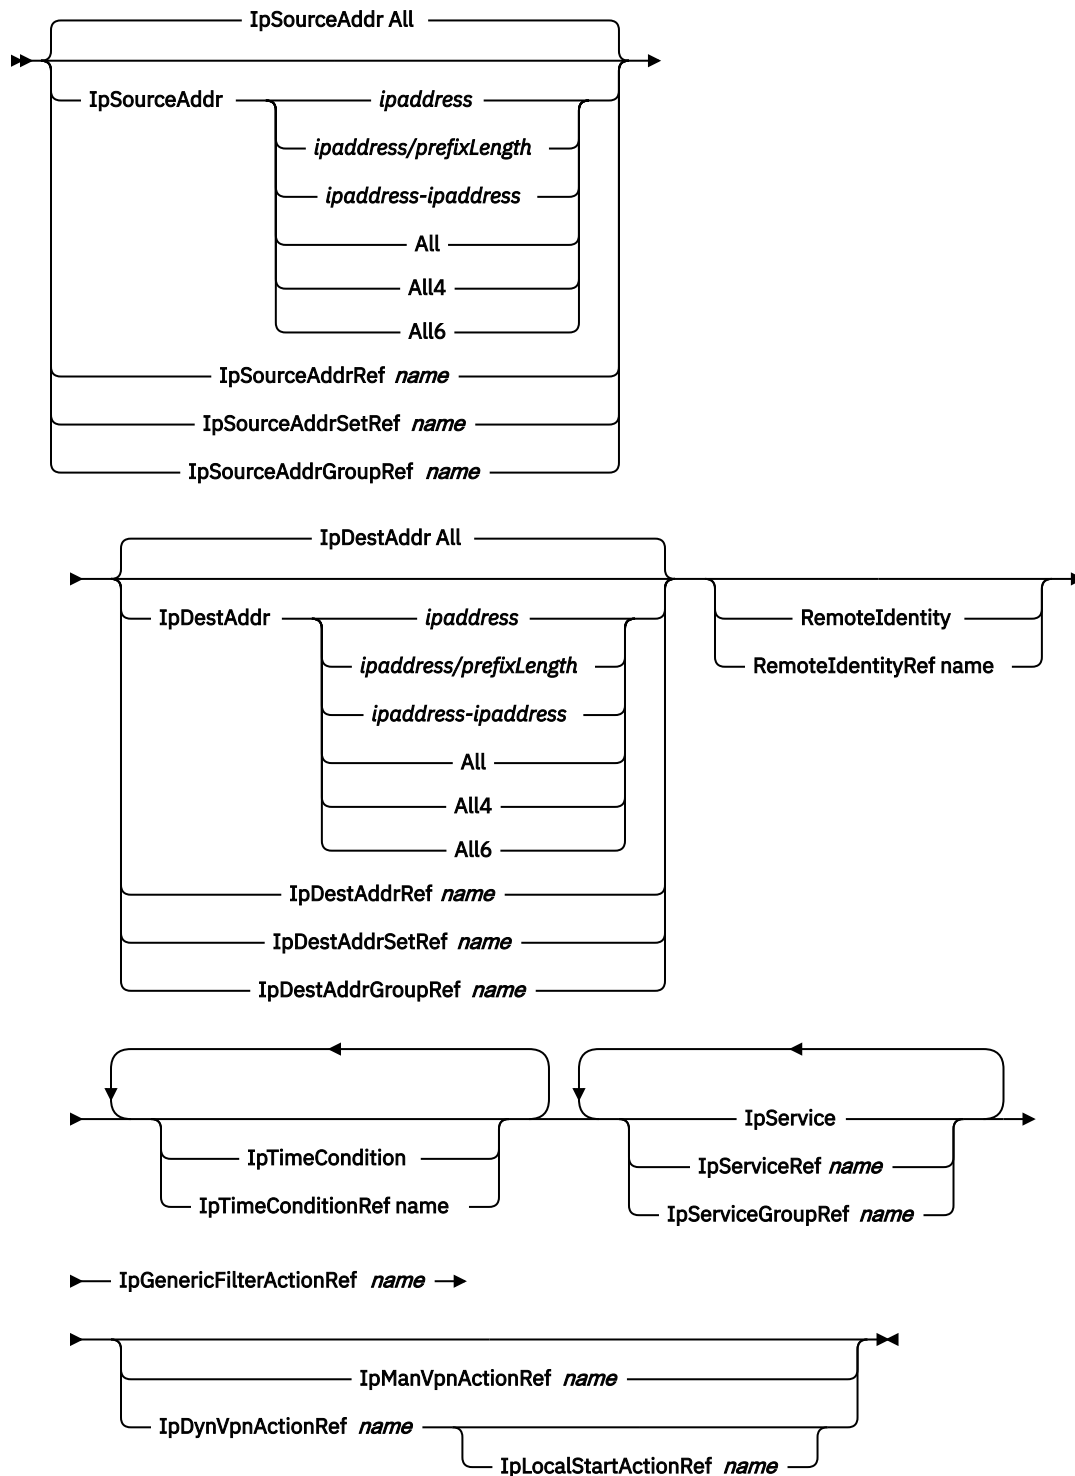 IpSourceAddr All
IpSourceAddr ipaddress
ipaddress/prefixLength
ipaddress-ipaddress
All
All4
All6
IpSourceAddrRef name
IpSourceAddrSetRef name
IpSourceAddrGroupRef name
IpDestAddr All
IpDestAddr ipaddress RemoteIdentity
ipaddress/prefixLength RemoteIdentityRef name
ipaddress-ipaddress
All
All4
All6
IpDestAddrRef name
IpDestAddrSetRef name
IpDestAddrGroupRef name
IpService
IpTimeCondition IpServiceRef name
IpTimeConditionRef name IpServiceGroupRef name
IpGenericFilterActionRef name
IpManVpnActionRef name
IpDynVpnActionRef name
IpLocalStartActionRef name